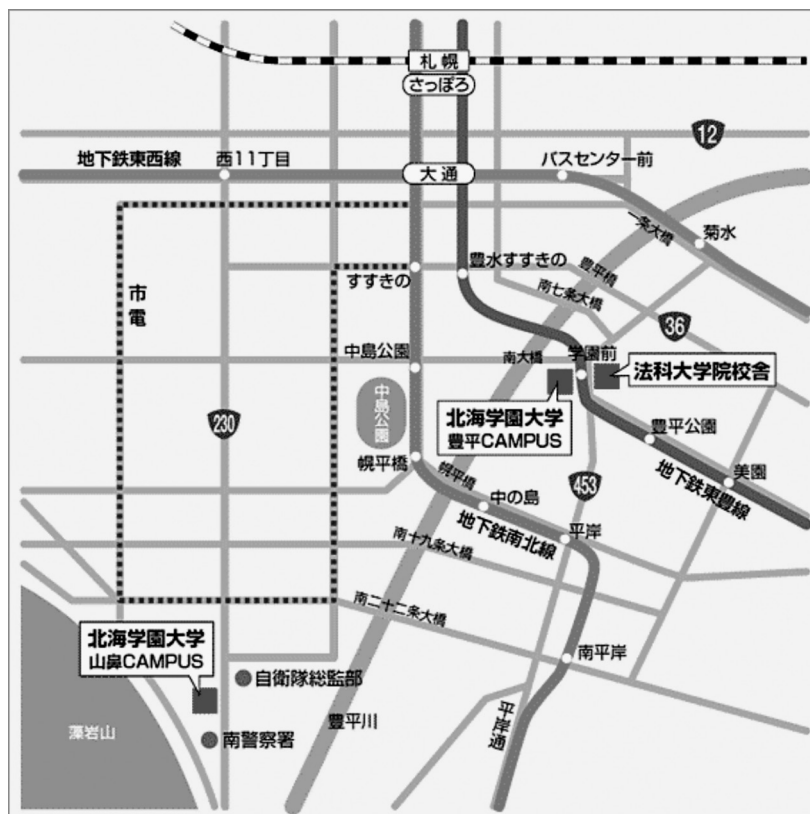 札幌
さっぽろ
12
地下鉄東西線
西11丁目
大通
バスセンター前
一条大橋
菊水
市電
すすきの
豊水すすきの
豊平橋
南七条大橋
36
中島公園
南大橋
学園前
法科大学院校舎
中島公園
北海学園大学
豊平CAMPUS
230
豊平公園
幌平橋
幌平橋
美園
地下鉄東豊線
453
中の島
地下鉄南北線
平岸
南十九条大橋
南二十二条大橋
北海学園大学
山鼻CAMPUS
自衛隊総監部
南平岸
豊平川
平岸通
藻岩山
南警察署